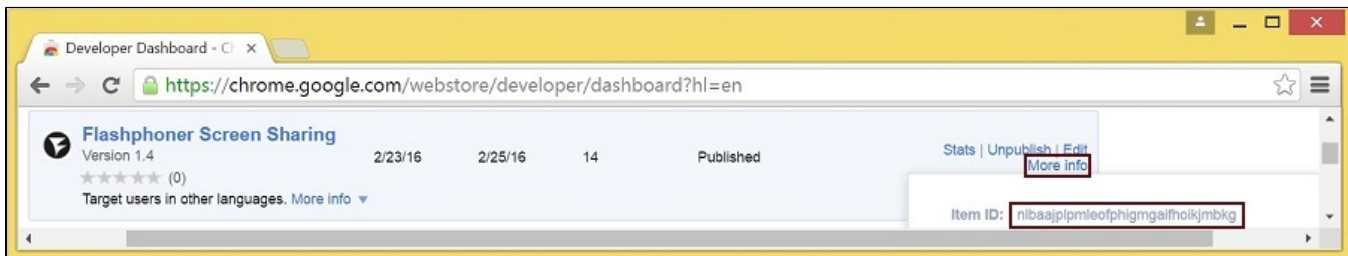 Developer Dashboard - Cl
https://chrome.google.com/webstore/developer/dashboard?hl=en
Flashphoner Screen Sharing
Version 1.4 2/23/16 2/25/16 14 Published Stats | Unpublish | Edit
More info
(0)
Target users in other languages. More info
Item ID: nlbaajplpmleofphigmgaifhoikjmbkg